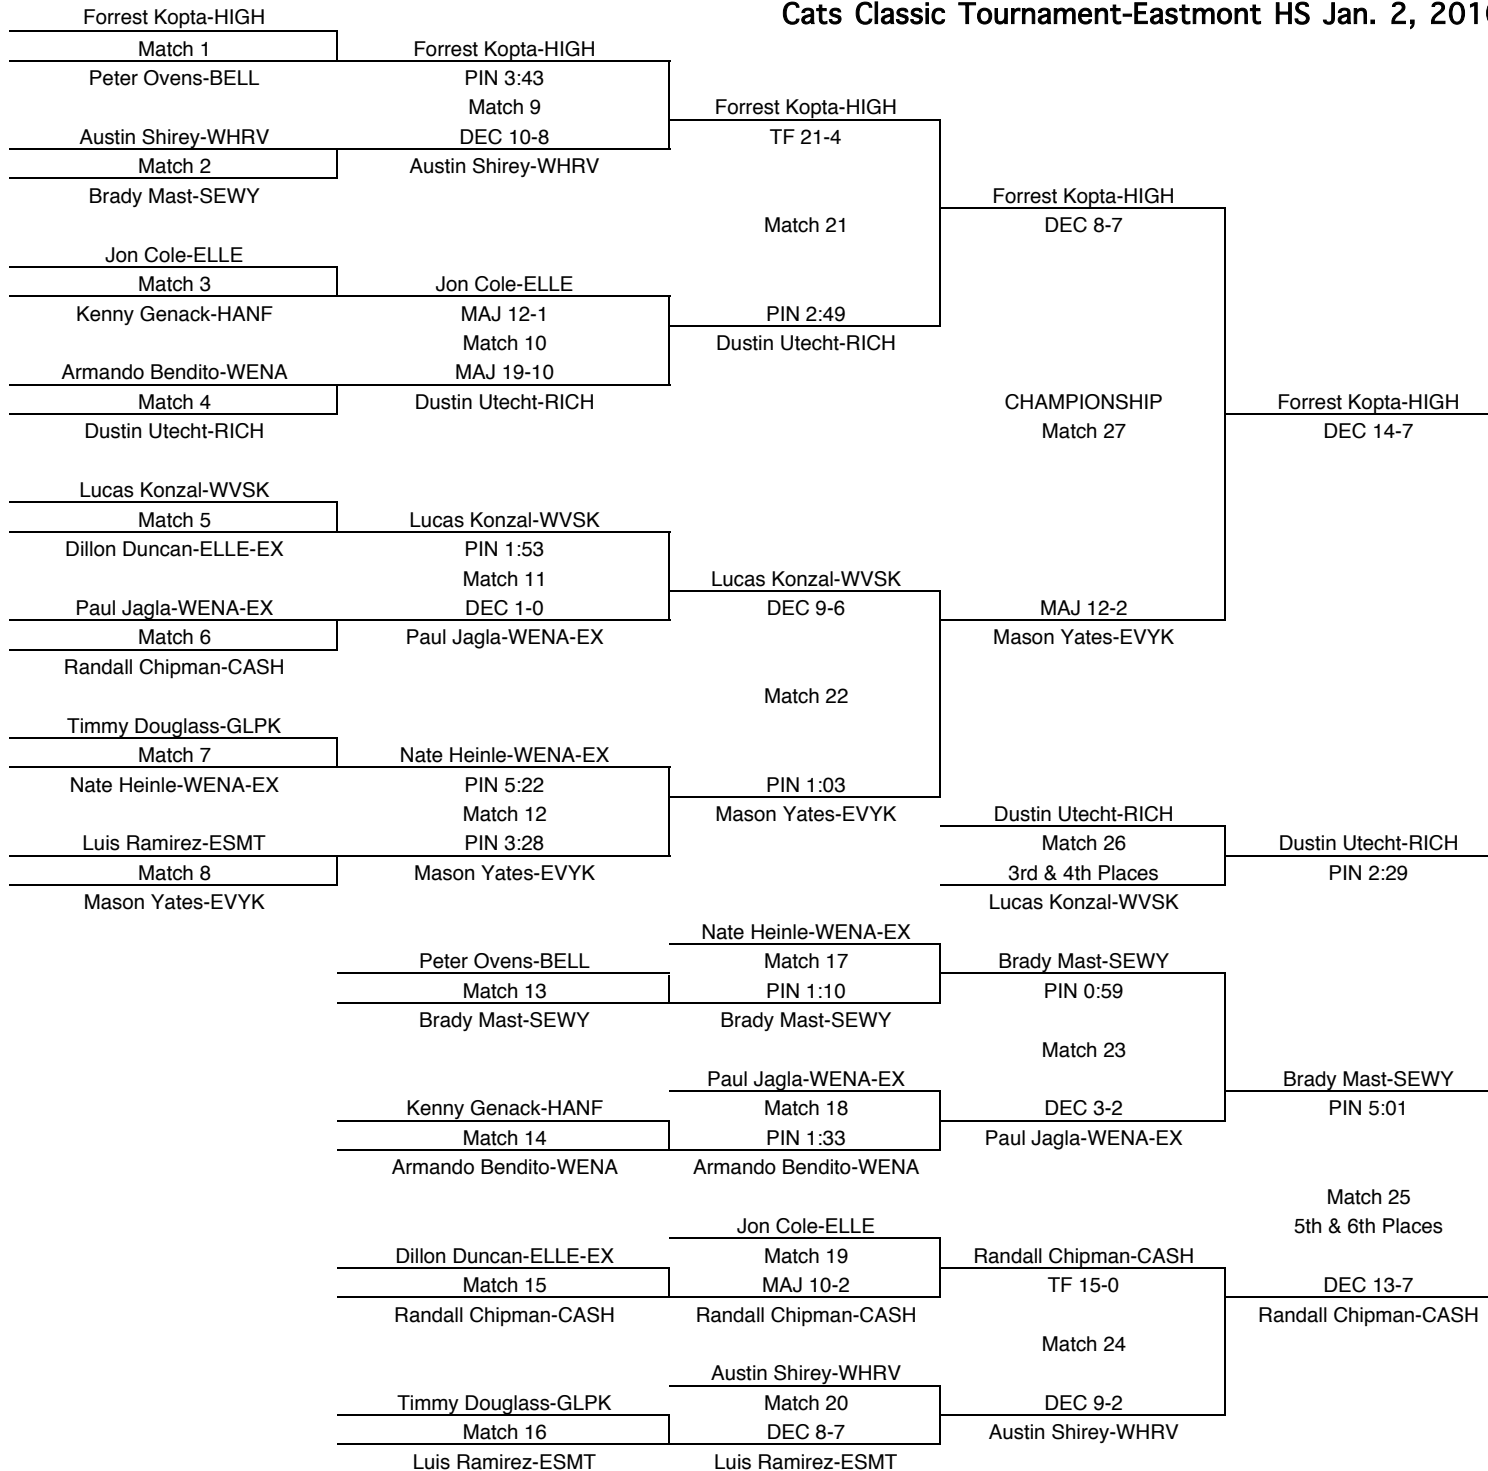 Cats Classic Tournament-Eastmont HS Jan. 2, 201
Forrest Kopta-HIGH
Match 1
Peter Ovens-BELL
Austin Shirey-WHRV
Match 2
Brady Mast-SEWY
Jon Cole-ELLE
Match 3
Kenny Genack-HANF
Armando Bendito-WENA
Match 4
Dustin Utecht-RICH
Lucas Konzal-WVSK
Match 5
Dillon Duncan-ELLE-EX
Paul Jagla-WENA-EX
Match 6
Randall Chipman-CASH
Timmy Douglass-GLPK
Match 7
Nate Heinle-WENA-EX
Luis Ramirez-ESMT
Match 8
Mason Yates-EVYK
Forrest Kopta-HIGH
PIN 3:43
Match 9
DEC 10-8
Austin Shirey-WHRV
Jon Cole-ELLE
MAJ 12-1
Match 10
MAJ 19-10
Dustin Utecht-RICH
Lucas Konzal-WVSK
PIN 1:53
Match 11
DEC 1-0
Paul Jagla-WENA-EX
Nate Heinle-WENA-EX
PIN 5:22
Match 12
PIN 3:28
Mason Yates-EVYK
Forrest Kopta-HIGH
TF 21-4
Match 21
PIN 2:49
Dustin Utecht-RICH
Lucas Konzal-WVSK
DEC 9-6
Match 22
PIN 1:03
Mason Yates-EVYK
Forrest Kopta-HIGH
DEC 8-7
CHAMPIONSHIP
Match 27
MAJ 12-2
Mason Yates-EVYK
Forrest Kopta-HIGH
DEC 14-7
Dustin Utecht-RICH
Match 26
3rd & 4th Places
Lucas Konzal-WVSK
Dustin Utecht-RICH
PIN 2:29
Peter Ovens-BELL
Match 13
Brady Mast-SEWY
Kenny Genack-HANF
Match 14
Armando Bendito-WENA
Dillon Duncan-ELLE-EX
Match 15
Randall Chipman-CASH
Timmy Douglass-GLPK
Match 16
Luis Ramirez-ESMT
Nate Heinle-WENA-EX
Match 17
PIN 1:10
Brady Mast-SEWY
Paul Jagla-WENA-EX
Match 18
PIN 1:33
Armando Bendito-WENA
Jon Cole-ELLE
Match 19
MAJ 10-2
Randall Chipman-CASH
Austin Shirey-WHRV
Match 20
DEC 8-7
Luis Ramirez-ESMT
Brady Mast-SEWY
PIN 0:59
Match 23
DEC 3-2
Paul Jagla-WENA-EX
Randall Chipman-CASH
TF 15-0
Match 24
DEC 9-2
Austin Shirey-WHRV
Brady Mast-SEWY
PIN 5:01
Match 25
5th & 6th Places
DEC 13-7
Randall Chipman-CASH